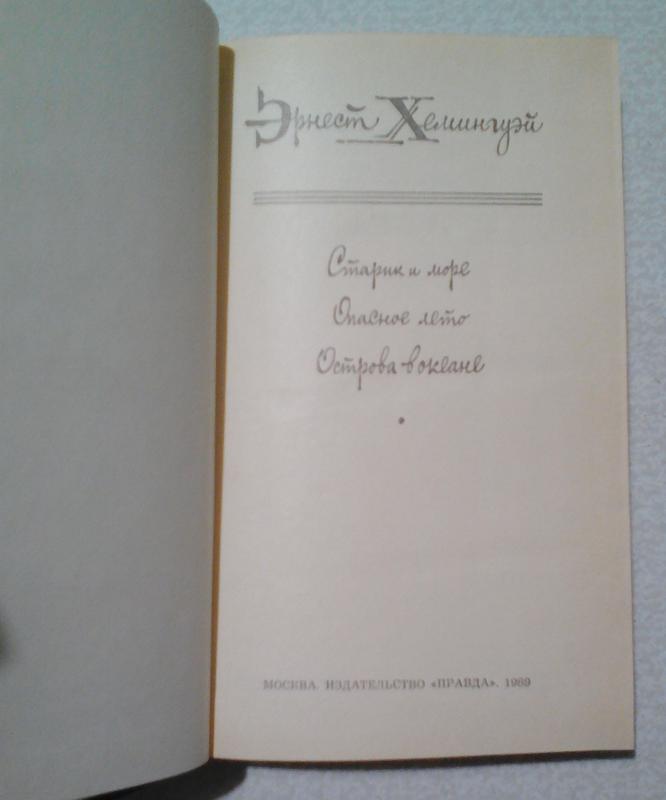 Эрнест Хемингуэй
Старик и море
Опасное лето
Острова в океане
МОСКВА. ИЗДАТЕЛЬСТВО «ПРАВДА». 1989